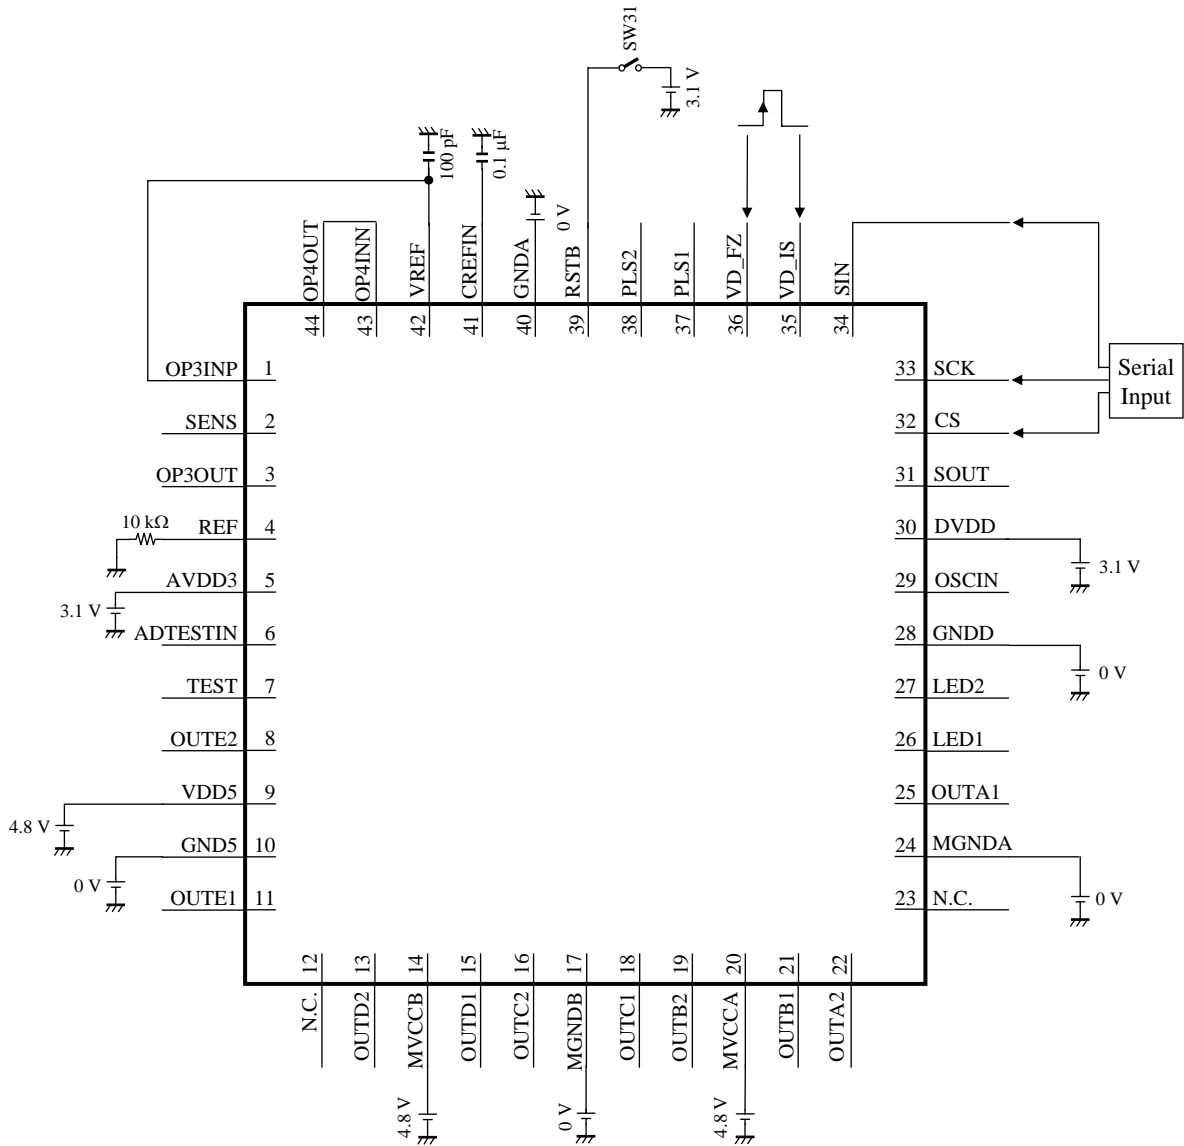 SW31
3.1 V
100 pF
0.1 μF
0 V
OP4OUT
OP4INN
VREF
CREFIN
GNDA
RSTB
PLS2
PLS1
VD_FZ
VD_IS
SIN
44
43
42
41
40
39
38
37
36
35
34
OP3INP 1
SENS 2
OP3OUT 3
10 kΩ
REF 4
AVDD3 5
3.1 V
ADTESTIN 6
TEST 7
OUTE2 8
VDD5 9
4.8 V
GND5 10
0 V
OUTE1 11
33 SCK
Serial
Input
32 CS
31 SOUT
30 DVDD
3.1 V
29 OSCIN
28 GNDD
0 V
27 LED2
26 LED1
25 OUTA1
24 MGNDA
0 V
23 N.C.
12
13
14
15
16
17
18
19
20
21
22
N.C.
OUTD2
MVCCB
OUTD1
OUTC2
MGNDB
OUTC1
OUTB2
MVCCA
OUTB1
OUTA2
4.8 V
0 V
4.8 V